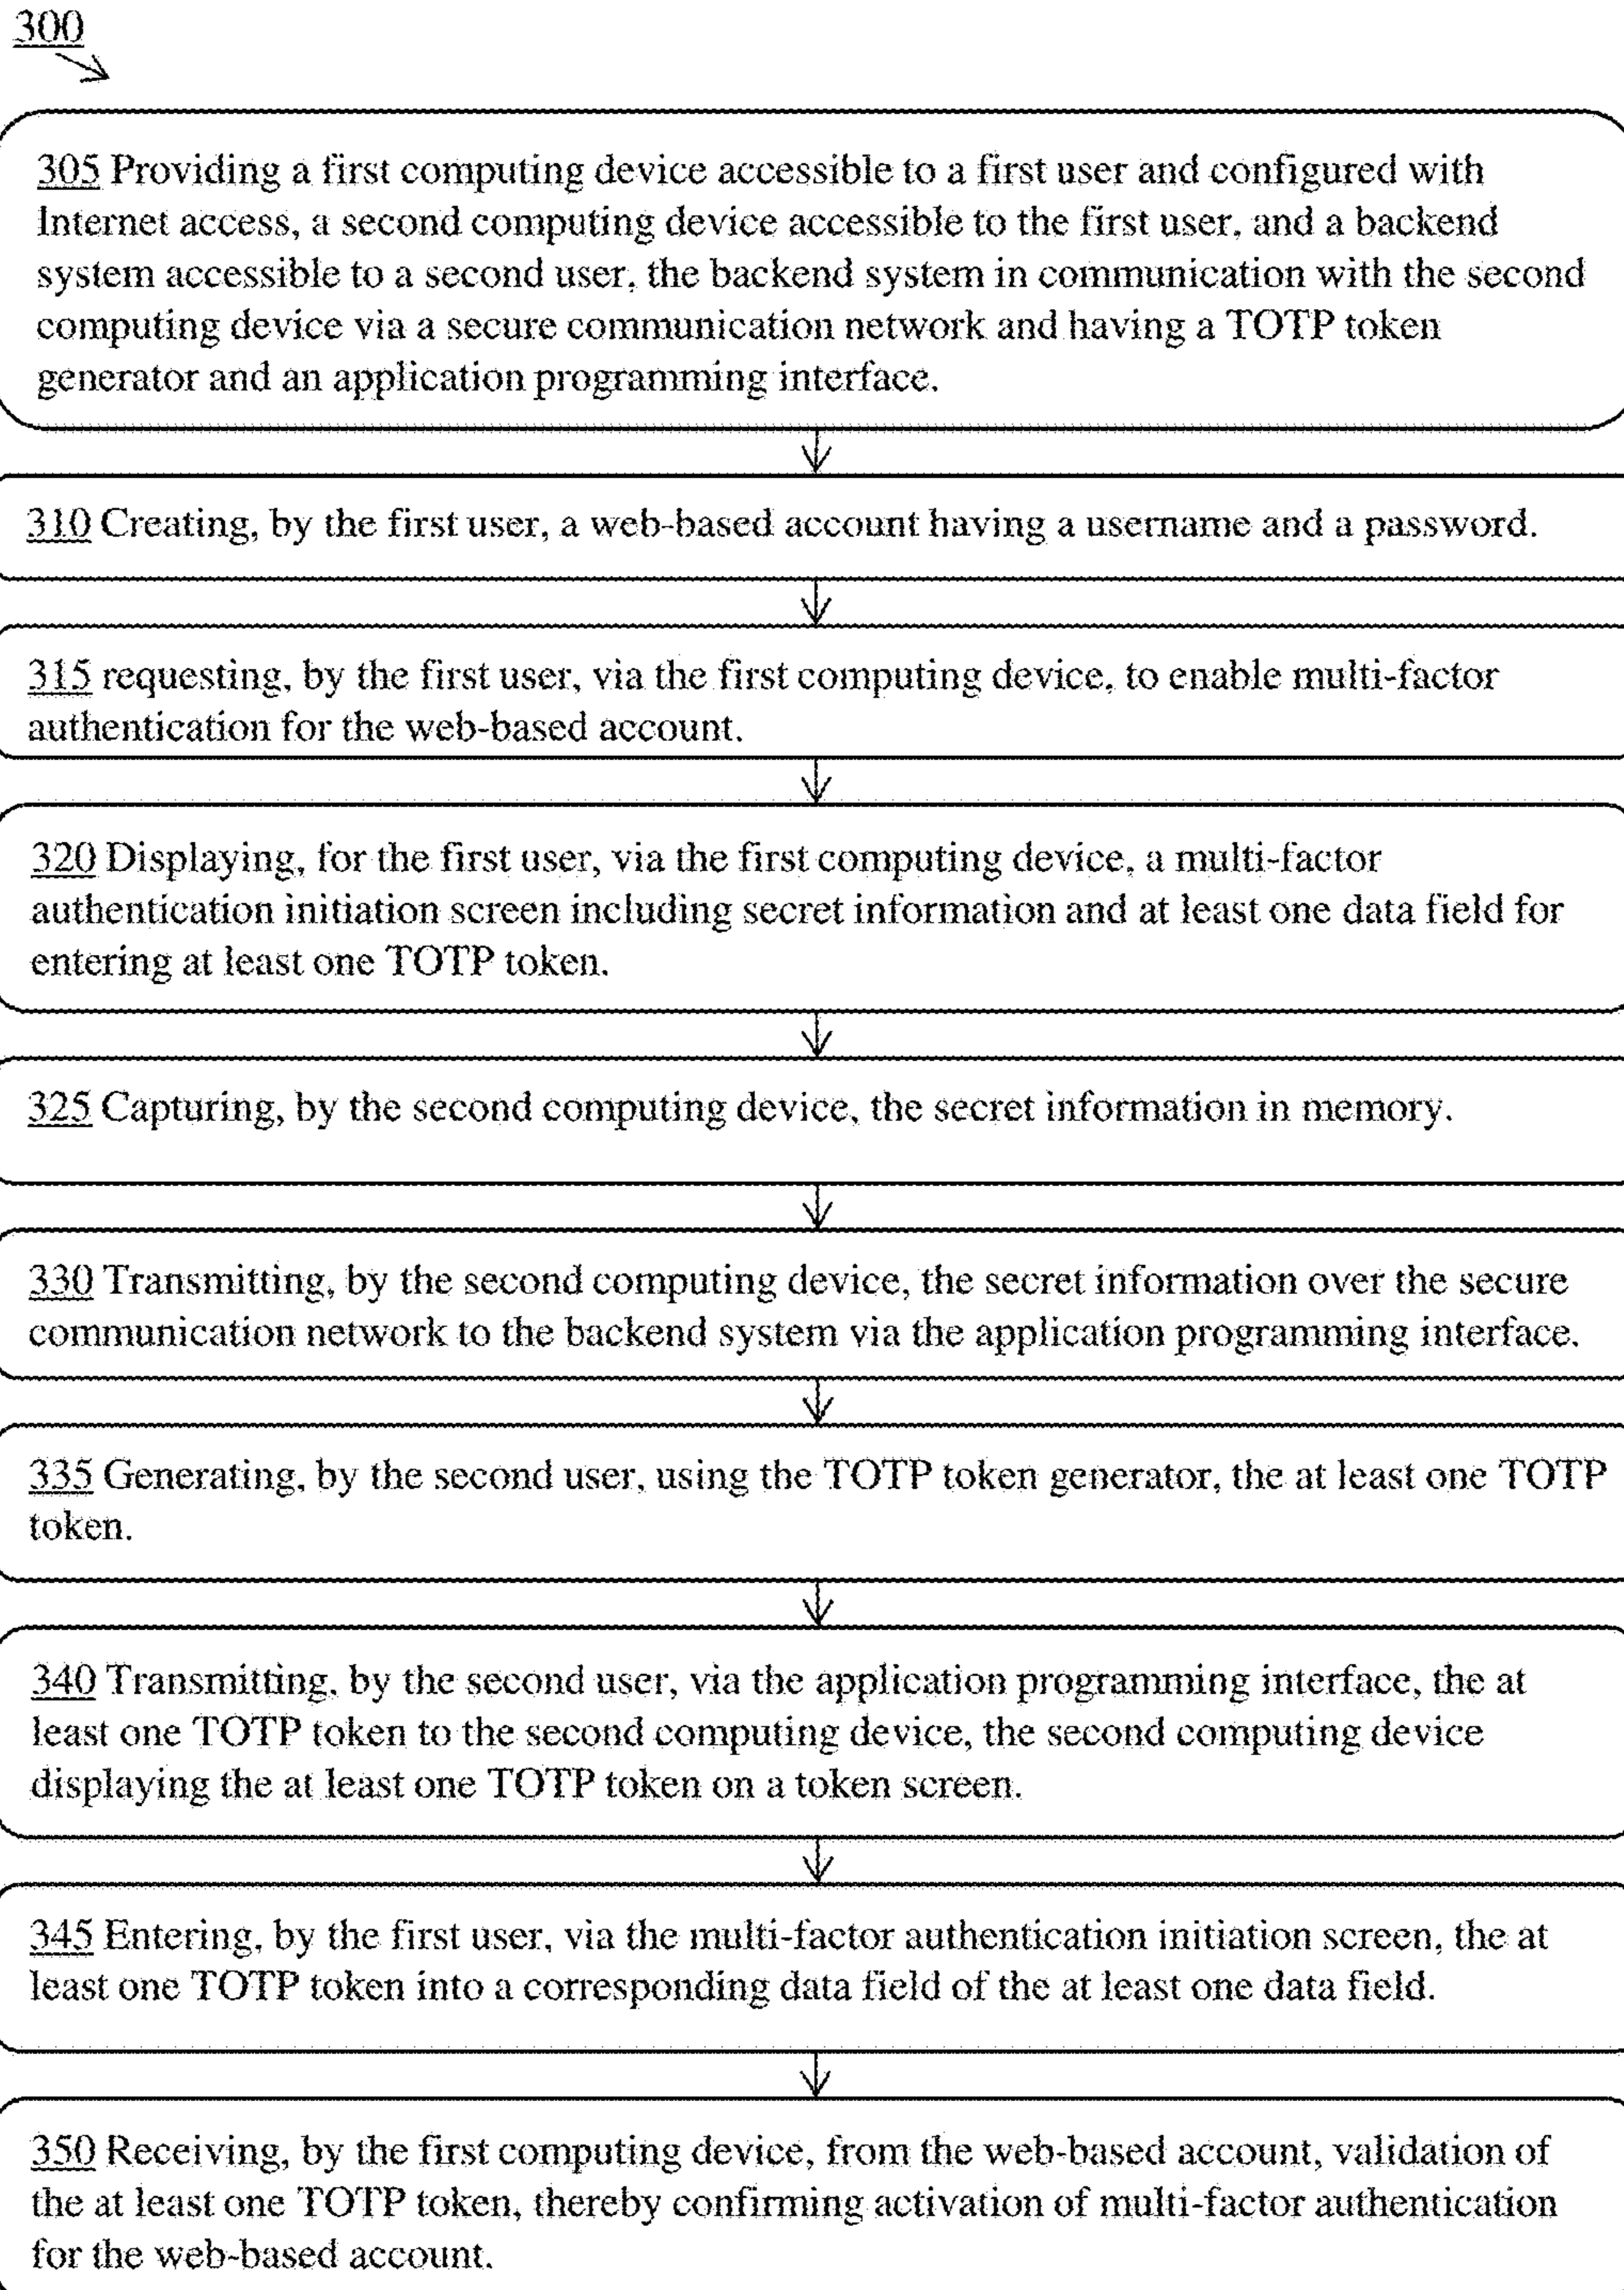 300
305 Providing a first computing device accessible to a first user and configured with
Internet access, a second computing device accessible to the first user, and a backend
system accessible to a second user, the backend system in communication with the second
computing device via a secure communication network and having a TOTP token
generator and an application programming interface.
310 Creating, by the first user, a web-based account having a username and a password.
315 requesting, by the first user, via the first computing device, to enable multi-factor
authentication for the web-based account.
320 Displaying, for the first user, via the first computing device, a multi-factor
authentication initiation screen including secret information and at least one data field for
entering at least one TOTP token.
325 Capturing, by the second computing device, the secret information in memory.
330 Transmitting, by the second computing device, the secret information over the secure
communication network to the backend system via the application programming interface.
335 Generating, by the second user, using the TOTP token generator, the at least one TOTP
token.
340 Transmitting, by the second user, via the application programming interface, the at
least one TOTP token to the second computing device, the second computing device
displaying the at least one TOTP token on a token screen.
345 Entering, by the first user, via the multi-factor authentication initiation screen, the at
least one TOTP token into a corresponding data field of the at least one data field.
350 Receiving, by the first computing device, from the web-based account, validation of
the at least one TOTP token, thereby confirming activation of multi-factor authentication
for the web-based account.